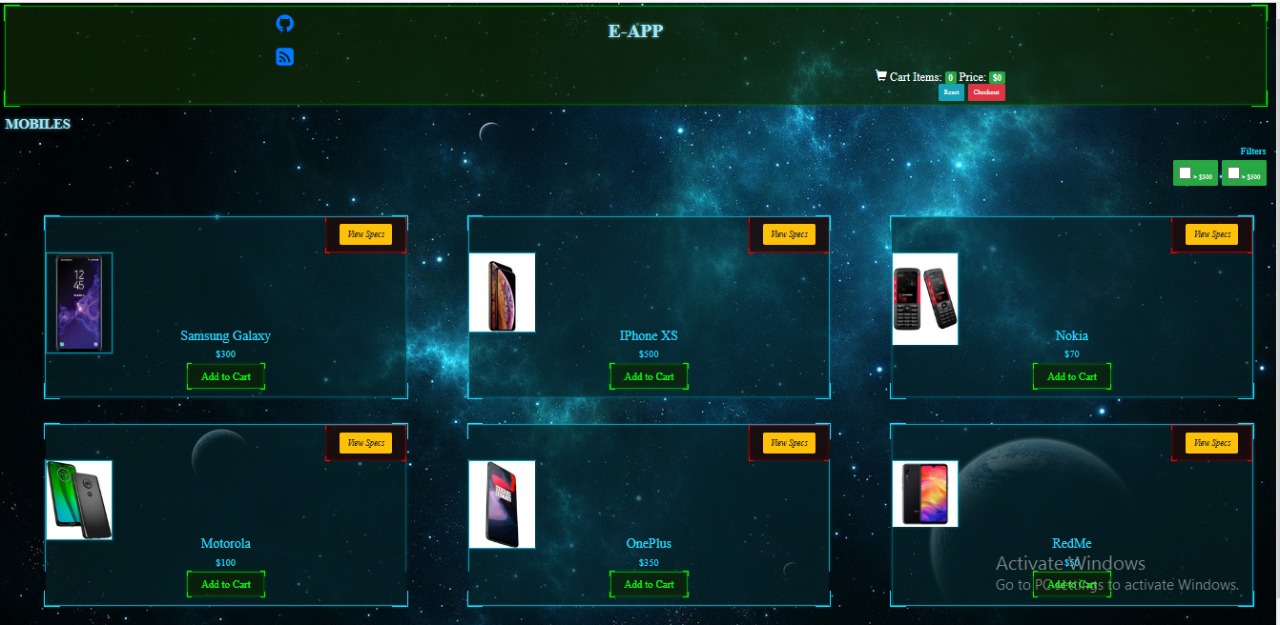 E-APP
Cart Items: 0 Price: $0
Reset Checkout
MOBILES
Filters
> $300 > $500
View Specs View Specs View Specs
12
45
Samsung Galaxy IPhone XS Nokia
$300 $500 $70
Add to Cart Add to Cart Add to Cart
View Specs View Specs View Specs
Motorola OnePlus RedMe
Activate Windows
$100 $350
Go to PC settings to activate Windows.
Add to Cart Add to Cart Add to Cart